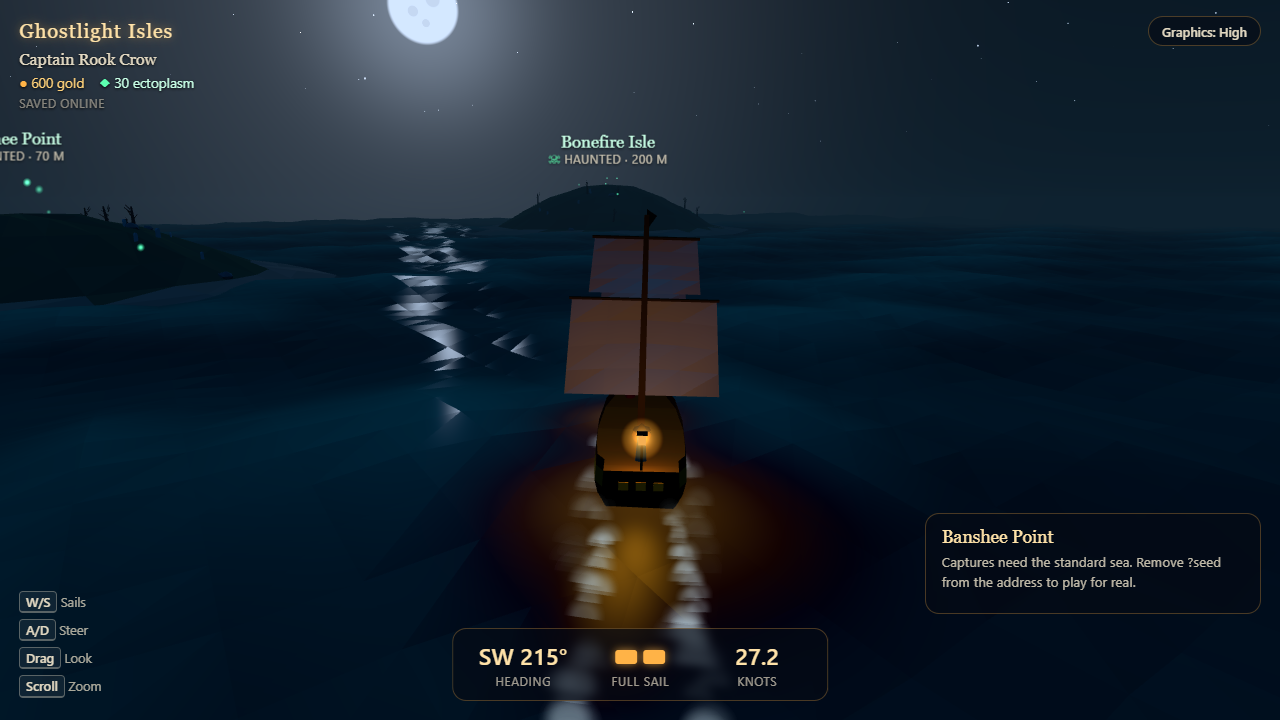 Ghostlight Isles
Captain Rook Crow
600 gold 30 ectoplasm
SAVED ONLINE
Graphics: High
ee Point
NTED · 70 M
Bonefire Isle
HAUNTED · 200 M
Banshee Point
Captures need the standard sea. Remove ?seed
from the address to play for real.
W/S Sails
A/D Steer
Drag Look
Scroll Zoom
SW 215° 27.2
HEADING FULL SAIL KNOTS